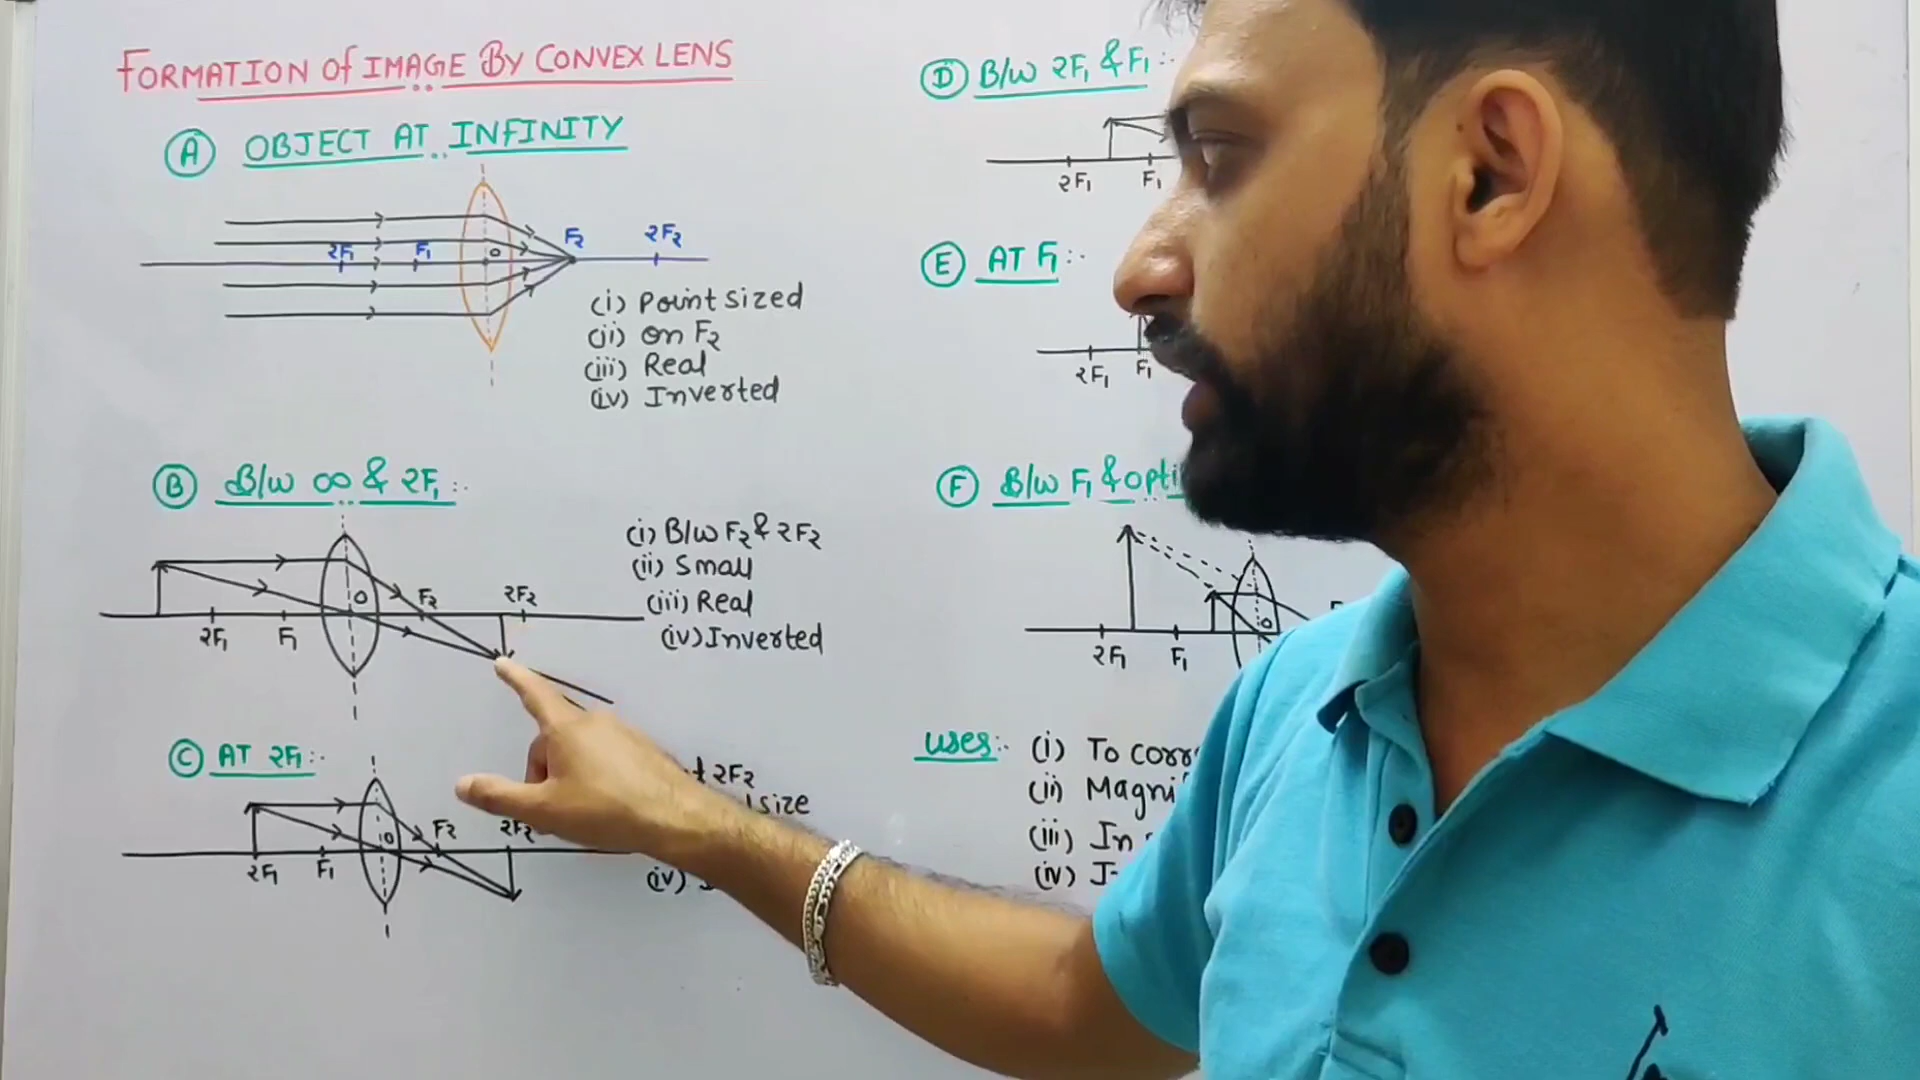 FORMATION of IMAGE By CONVEX LENS
(A) OBJECT AT INFINITY
2F₁ F₁ O F₂ 2F₂
(i) Point sized
(ii) on F₂
(iii) Real
(iv) Inverted
(B) B/w ∞ & 2F₁ :-
2F₁ F₁ O F₂ 2F₂
(i) B/w F₂ & 2F₂
(ii) Small
(iii) Real
(iv) Inverted
(C) AT 2F₁ :-
2F₁ F₁ O F₂ 2F₂
2F₂
size
(iv)
(D) B/w 2F₁ & F₁ :-
2F₁ F₁
(E) AT F₁ :-
2F₁ F₁
(F) B/w F₁ &
2F₁ F₁ O
uses :- (i) To
(ii)
(iii) In
(iv)